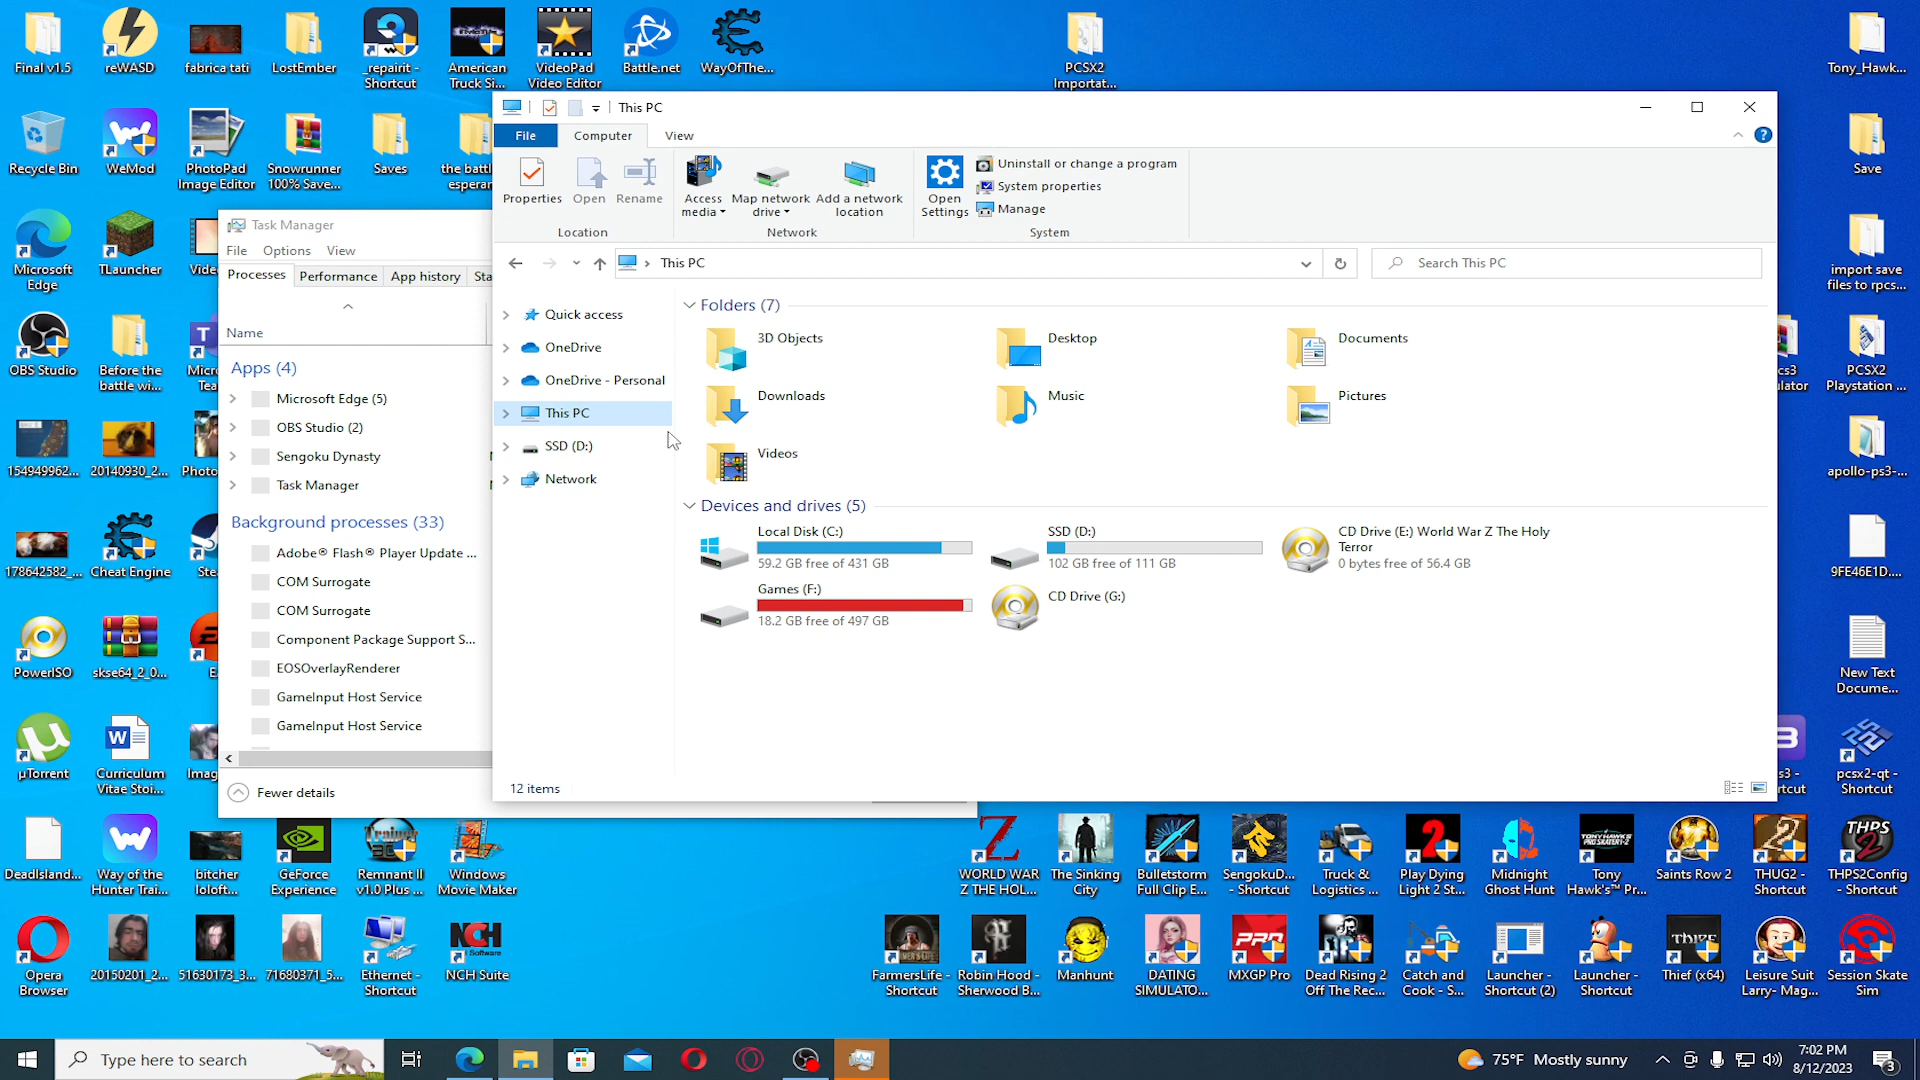 Final v1.5
reWASD
fabrica tati
LostEmber
_repairit -
Shortcut
American
Truck Si...
VideoPad
Video Editor
Battle.net
WayOfThe...
PCSX2
Importat...
Tony_Hawk...
Recycle Bin
WeMod
PhotoPad
Image Editor
Snowrunner
100% Save...
Saves
the batt
esperar
Save
This PC
File
Computer
View
Properties
Open
Rename
Location
Access
media
Map network
drive
Add a network
location
Network
Open
Settings
Uninstall or change a program
System properties
Manage
System
This PC
Search This PC
Quick access
OneDrive
OneDrive - Personal
This PC
SSD (D:)
Network
Folders (7)
3D Objects
Desktop
Documents
Downloads
Music
Pictures
Videos
Devices and drives (5)
Local Disk (C:)
59.2 GB free of 431 GB
SSD (D:)
102 GB free of 111 GB
CD Drive (E:) World War Z The Holy
Terror
0 bytes free of 56.4 GB
Games (F:)
18.2 GB free of 497 GB
CD Drive (G:)
12 items
Task Manager
File
Options
View
Processes
Performance
App history
Sta
Name
Apps (4)
Microsoft Edge (5)
OBS Studio (2)
Sengoku Dynasty
Task Manager
Background processes (33)
Adobe® Flash® Player Update ...
COM Surrogate
COM Surrogate
Component Package Support S...
EOSOverlayRenderer
GameInput Host Service
GameInput Host Service
Fewer details
Microsoft
Edge
TLauncher
Vide
import save
files to rpcs...
OBS Studio
Before the
battle wi...
Micr
Tea
cs3
ulator
PCSX2
Playstation ...
154949962...
20140930_2...
Photo
apollo-ps3-...
178642582_...
Cheat Engine
Ste
9FE46E1D....
PowerISO
skse64_2_0...
EA
New Text
Docume...
µTorrent
Curriculum
Vitae Stoi...
Imag
s3 -
rtcut
pcsx2-qt -
Shortcut
DeadIsland...
Way of the
Hunter Trai...
bitcher
loloft...
GeForce
Experience
Remnant II
v1.0 Plus ...
Windows
Movie Maker
WORLD WAR
Z THE HOL...
The Sinking
City
Bulletstorm
Full Clip E...
SengokuD...
- Shortcut
Truck &
Logistics ...
Play Dying
Light 2 St...
Midnight
Ghost Hunt
Tony
Hawk's™ Pr...
Saints Row 2
THUG2 -
Shortcut
THPS2Config
- Shortcut
Opera
Browser
20150201_2...
51630173_3...
71680371_5...
Ethernet -
Shortcut
NCH Suite
FarmersLife -
Shortcut
Robin Hood -
Sherwood B...
Manhunt
DATING
SIMULATO...
MXGP Pro
Dead Rising 2
Off The Rec...
Catch and
Cook - S...
Launcher -
Shortcut (2)
Launcher -
Shortcut
Thief (x64)
Leisure Suit
Larry- Mag...
Session Skate
Sim
Type here to search
75°F Mostly sunny
7:02 PM
8/12/2023
3